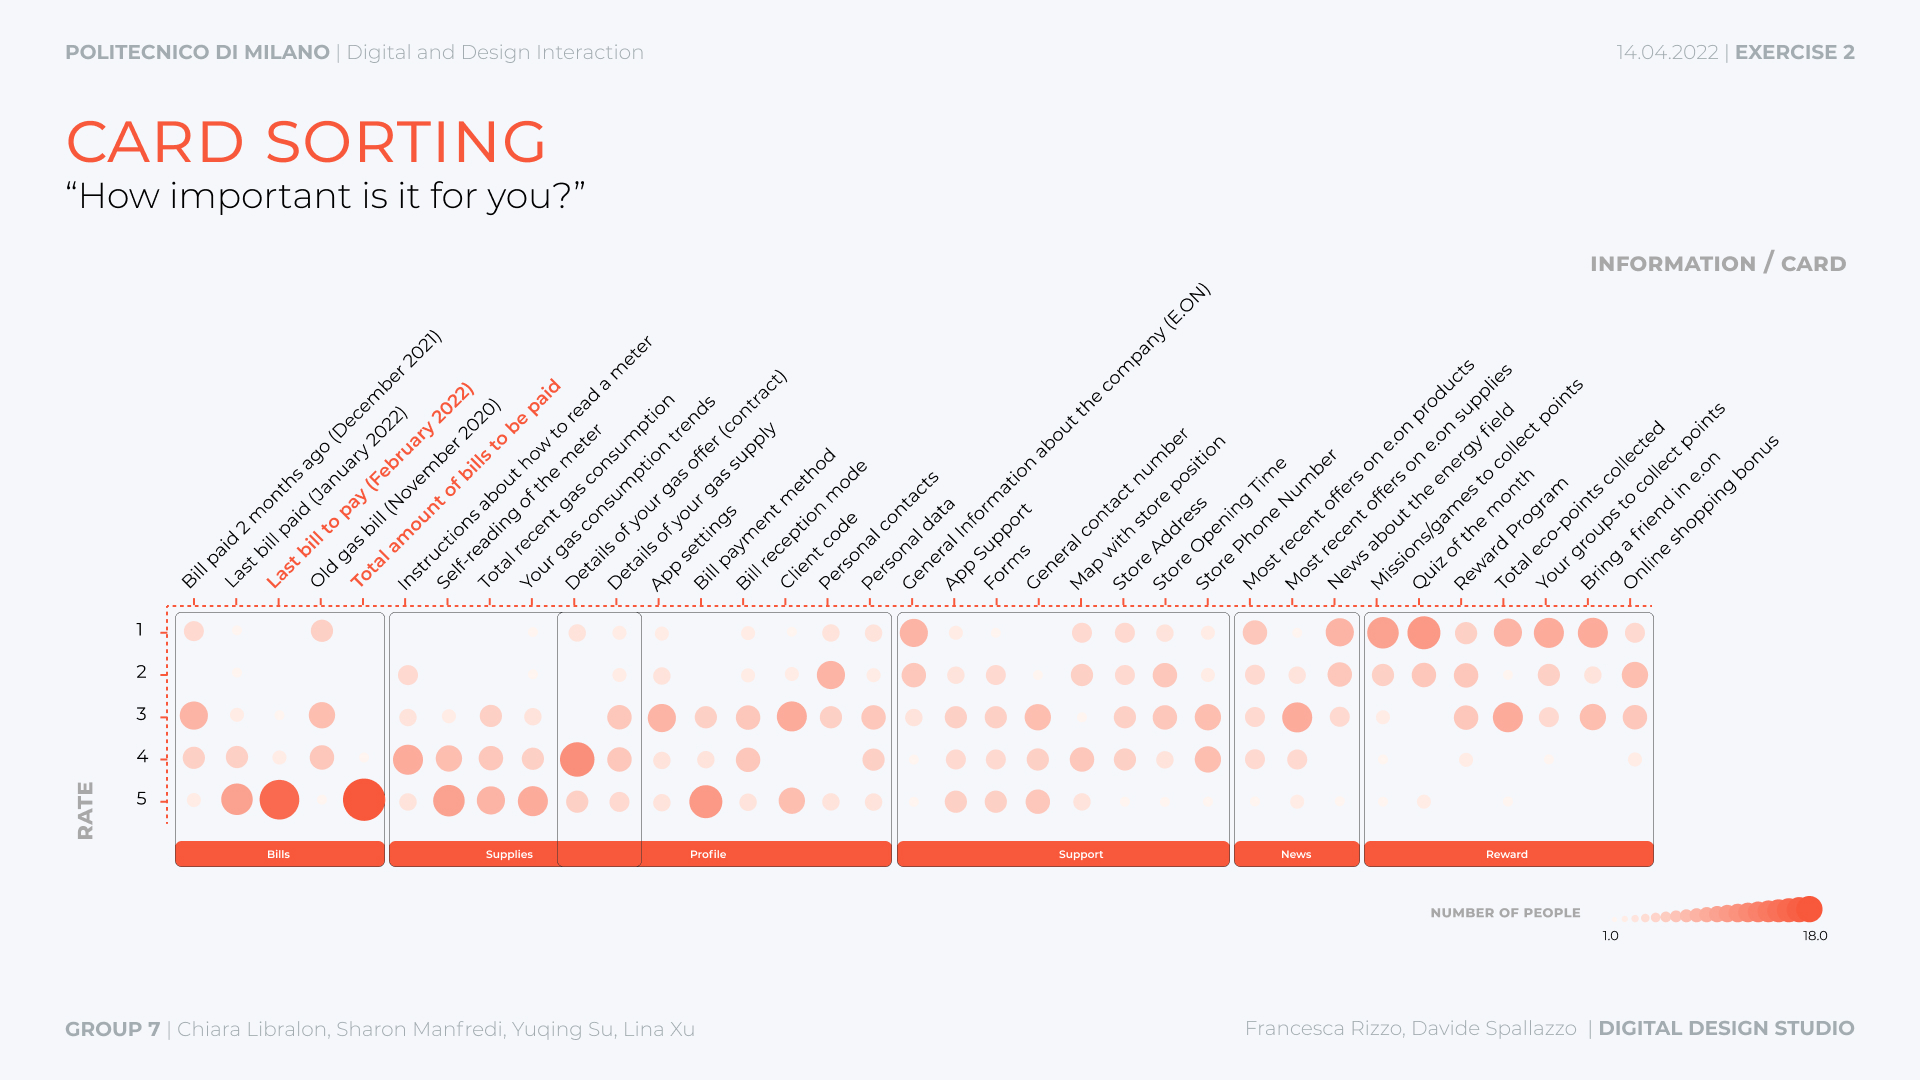 POLITECNICO DI MILANO | Digital and Design Interaction
14.04.2022 | EXERCISE 2
CARD SORTING
“How important is it for you?”
INFORMATION / CARD
Bill paid 2 months ago (December 2021)
Last bill paid (January 2022)
Last bill to pay (February 2022)
Old gas bill (November 2020)
Total amount of bills to be paid
Instructions about how to read a meter
Self-reading of the meter
Total recent gas consumption
Your gas consumption trends
Details of your gas offer (contract)
Details of your gas supply
App settings
Bill payment method
Bill reception mode
Client code
Personal contacts
Personal data
General Information about the company (E.ON)
App Support
Forms
General contact number
Map with store position
Store Address
Store Opening Time
Store Phone Number
Most recent offers on e.on products
Most recent offers on e.on supplies
News about the energy field
Missions/games to collect points
Quiz of the month
Reward Program
Total eco-points collected
Your groups to collect points
Bring a friend in e.on
Online shopping bonus
1
2
3
4
5
RATE
Bills
Supplies
Profile
Support
News
Reward
NUMBER OF PEOPLE
1.0
18.0
GROUP 7 | Chiara Libralon, Sharon Manfredi, Yuqing Su, Lina Xu
Francesca Rizzo, Davide Spallazzo | DIGITAL DESIGN STUDIO